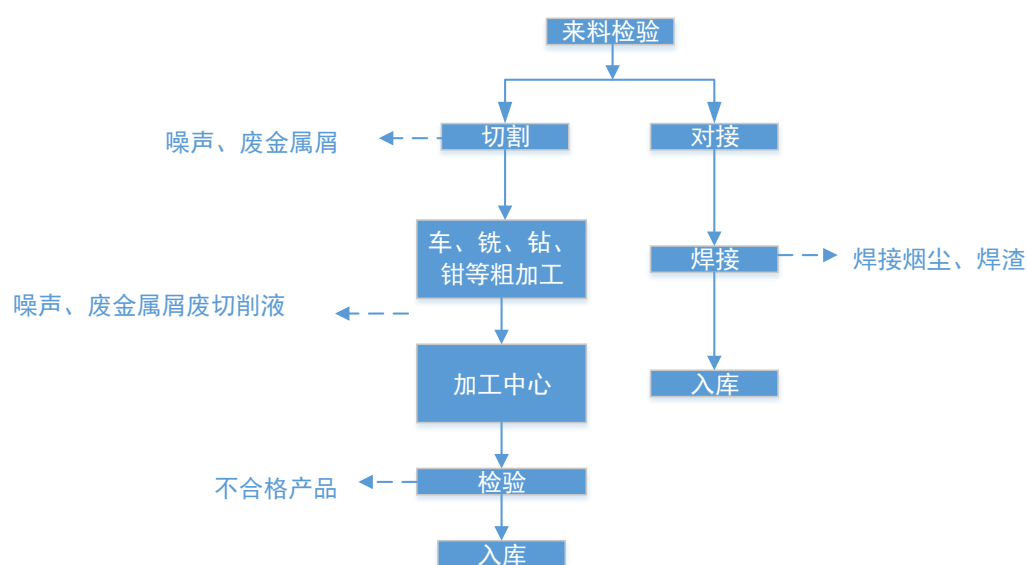 来料检验
噪声、废金属屑
切割
对接
车、铣、钻、
钳等粗加工
焊接
焊接烟尘、焊渣
噪声、废金属屑废切削液
加工中心
入库
不合格产品
检验
入库